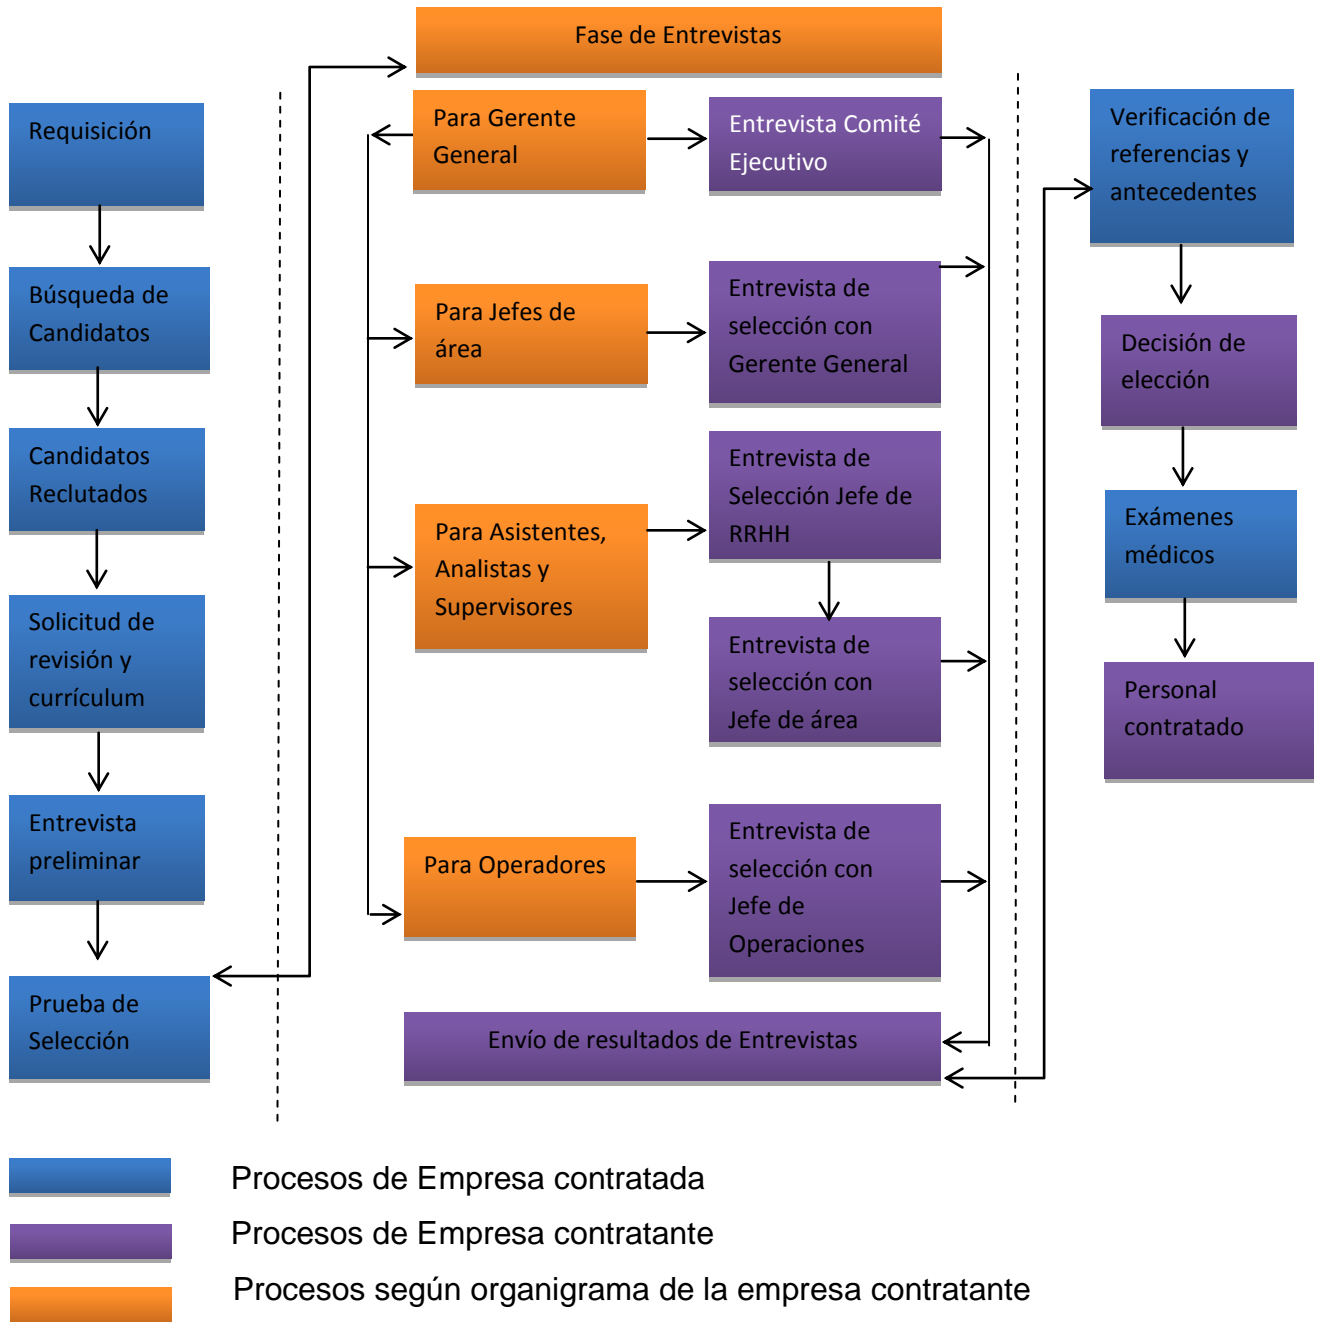 Requisición
Búsqueda de
Candidatos
Candidatos
Reclutados
Solicitud de
revisión y
currículum
Entrevista
preliminar
Prueba de
Selección
Fase de Entrevistas
Para Gerente
General
Entrevista Comité
Ejecutivo
Para Jefes de
área
Entrevista de
selección con
Gerente General
Para Asistentes,
Analistas y
Supervisores
Entrevista de
Selección Jefe de
RRHH
Entrevista de
selección con
Jefe de área
Para Operadores
Entrevista de
selección con
Jefe de
Operaciones
Envío de resultados de Entrevistas
Verificación de
referencias y
antecedentes
Decisión de
elección
Exámenes
médicos
Personal
contratado
Procesos de Empresa contratada
Procesos de Empresa contratante
Procesos según organigrama de la empresa contratante